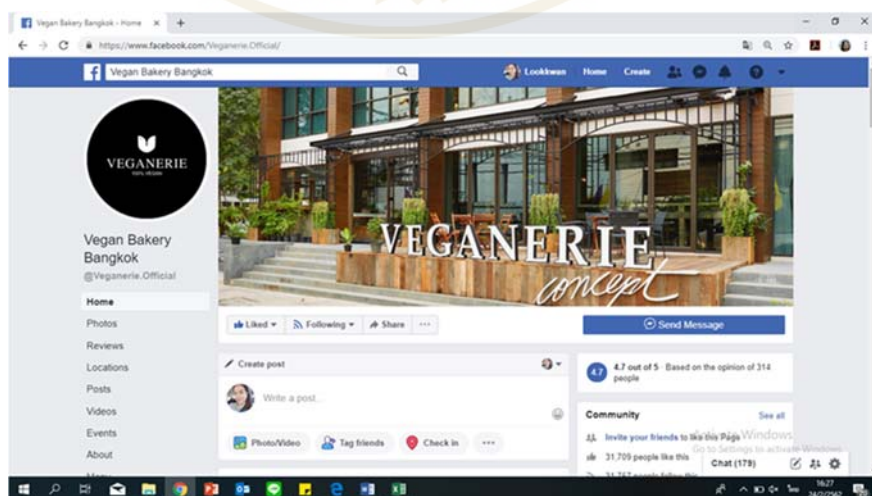 Vegan Bakery Bangkok - Home
https://www.facebook.com/Veganerie.Official/
Vegan Bakery Bangkok
Lookkwan
Home
Create
VEGANERIE
100% VEGAN
VEGANERIE
concept
Vegan Bakery
Bangkok
@Veganerie.Official
Home
Photos
Reviews
Locations
Posts
Videos
Events
About
Liked
Following
Share
Send Message
Create post
Write a post...
Photo/Video
Tag friends
Check in
4.7
4.7 out of 5 · Based on the opinion of 314
people
Community
See all
Invite your friends to like this Page
31,709 people like this
Activate Windows
Go to Settings to activate Windows.
Chat (179)
16:27